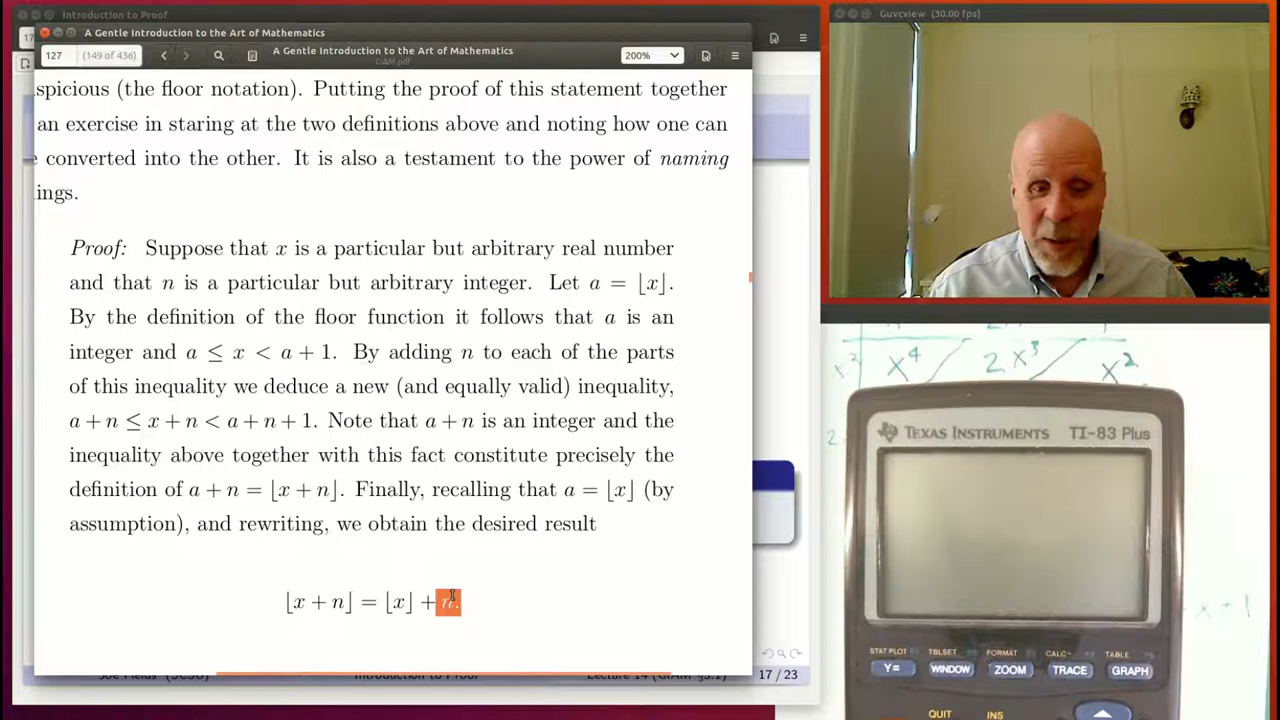 Introduction to Proof
A Gentle Introduction to the Art of Mathematics
127 (149 of 436) A Gentle Introduction to the Art of Mathematics 200%
GIAM.pdf
spicious (the floor notation). Putting the proof of this statement together
an exercise in staring at the two definitions above and noting how one can
converted into the other. It is also a testament to the power of naming
ings.
Proof: Suppose that x is a particular but arbitrary real number
and that n is a particular but arbitrary integer. Let a = ⌊x⌋.
By the definition of the floor function it follows that a is an
integer and a ≤ x < a + 1. By adding n to each of the parts
of this inequality we deduce a new (and equally valid) inequality,
a + n ≤ x + n < a + n + 1. Note that a + n is an integer and the
inequality above together with this fact constitute precisely the
definition of a + n = ⌊x + n⌋. Finally, recalling that a = ⌊x⌋ (by
assumption), and rewriting, we obtain the desired result
⌊x + n⌋ = ⌊x⌋ + n.
17 / 23
Guvcview (30.00 fps)
x² x⁴ 2x³ x²
x + 1
TEXAS INSTRUMENTS TI-83 Plus
STAT PLOT TBLSET FORMAT CALC TABLE
Y= WINDOW ZOOM TRACE GRAPH
QUIT INS